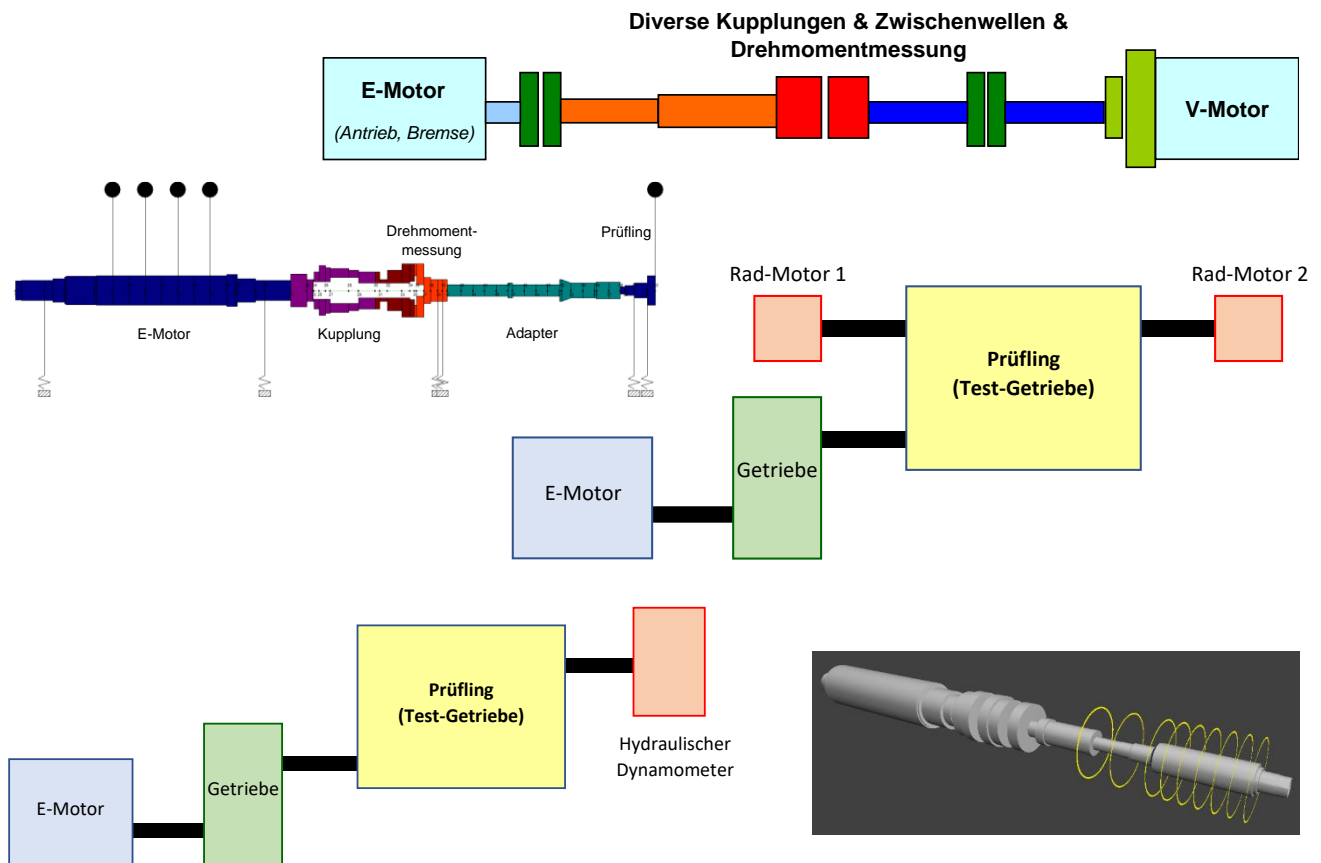 Diverse Kupplungen & Zwischenwellen &
Drehmomentmessung
E-Motor
(Antrieb, Bremse)
V-Motor
Drehmoment-
messung
Prüfling
E-Motor
Kupplung
Adapter
Rad-Motor 1
Rad-Motor 2
Prüfling
(Test-Getriebe)
Getriebe
E-Motor
Prüfling
(Test-Getriebe)
Hydraulischer
Dynamometer
Getriebe
E-Motor